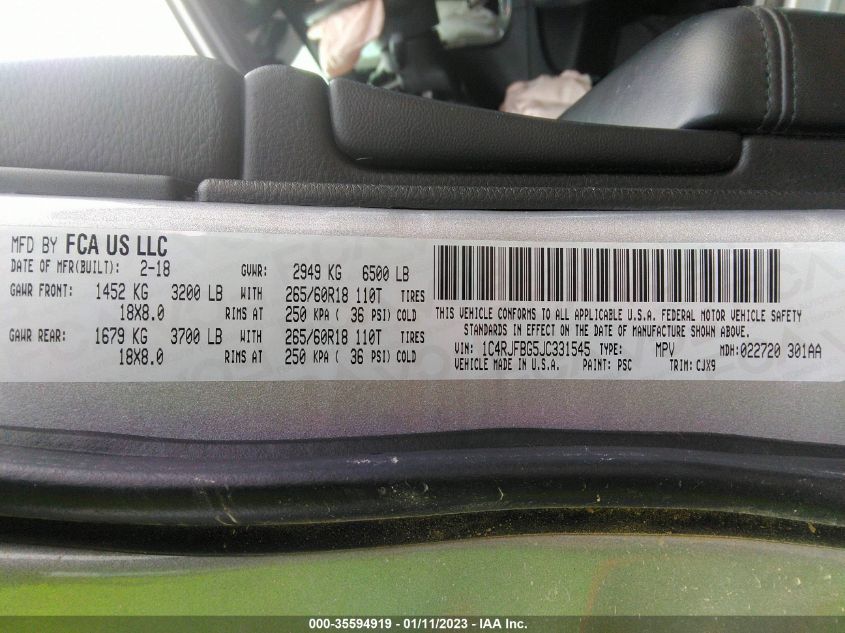 MFD BY FCA US LLC
DATE OF MFR(BUILT): 2-18 GVWR: 2949 KG 6500 LB
GAWR FRONT: 1452 KG 3200 LB WITH 265/60R18 110T TIRES
18X8.0 RIMS AT 250 KPA ( 36 PSI) COLD
GAWR REAR: 1679 KG 3700 LB WITH 265/60R18 110T TIRES
18X8.0 RIMS AT 250 KPA ( 36 PSI) COLD
THIS VEHICLE CONFORMS TO ALL APPLICABLE U.S.A. FEDERAL MOTOR VEHICLE SAFETY
STANDARDS IN EFFECT ON THE DATE OF MANUFACTURE SHOWN ABOVE.
VIN: 1C4RJFBG5JC331545 TYPE: MPV MDH:022720 301AA
VEHICLE MADE IN U.S.A. PAINT: PSC TRIM: CJX9
000-35594919 - 01/11/2023 - IAA Inc.